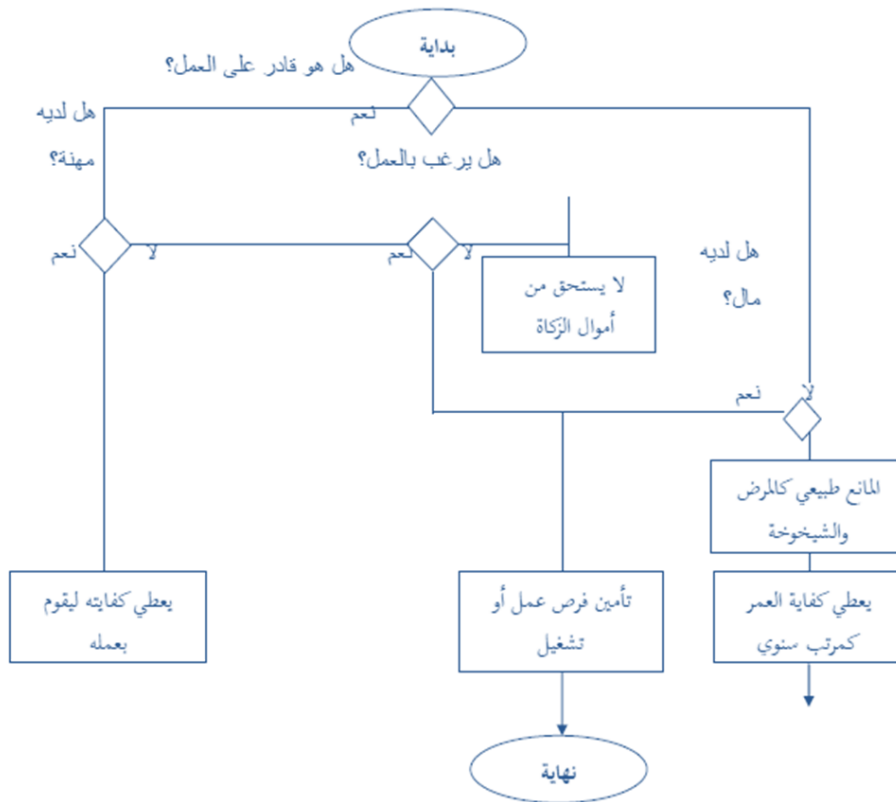 بداية
هل هو قادر على العمل؟
نعم
هل لديه
مهنة؟
هل يرغب بالعمل؟
نعم
لا
نعم
لا
هل لديه
مال؟
لا يستحق من
أموال الزكاة
نعم
لا
المانع طبيعي كالمرض
والشيخوخة
يعطي كفاية العمر
كمرتب سنوي
تأمين فرص عمل أو
تشغيل
يعطي كفايته ليقوم
بعمله
نهاية